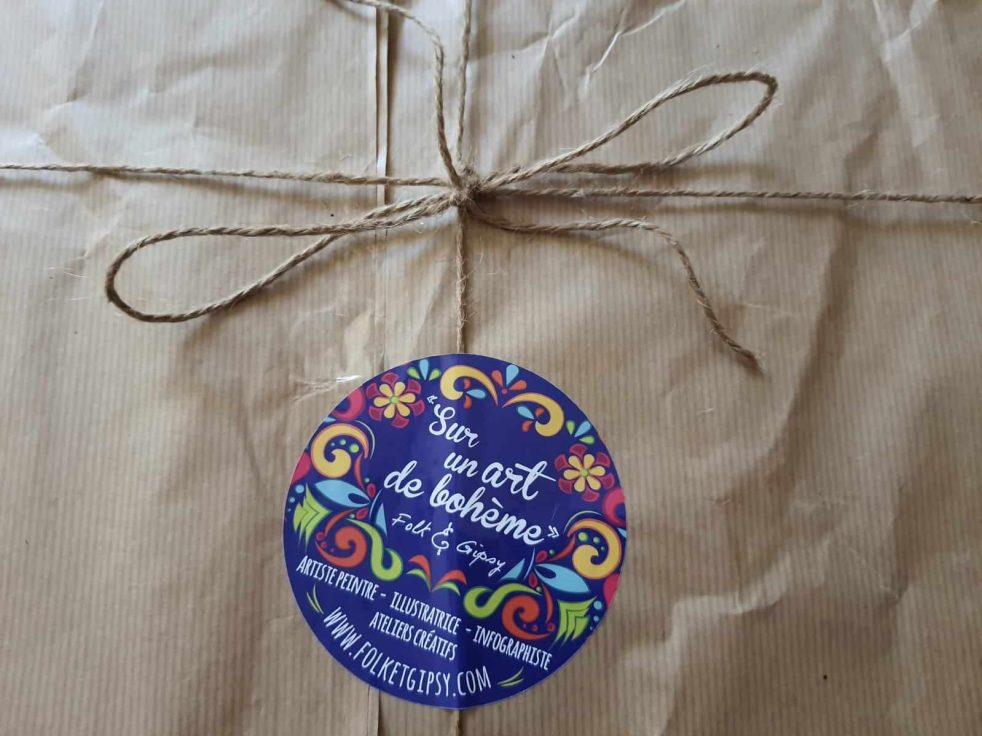 "Sur
un art
de bohème"
Folk & Gipsy
ARTISTE PEINTRE - ILLUSTRATRICE - INFOGRAPHISTE
ATELIERS CRÉATIFS
WWW.FOLKETGIPSY.COM